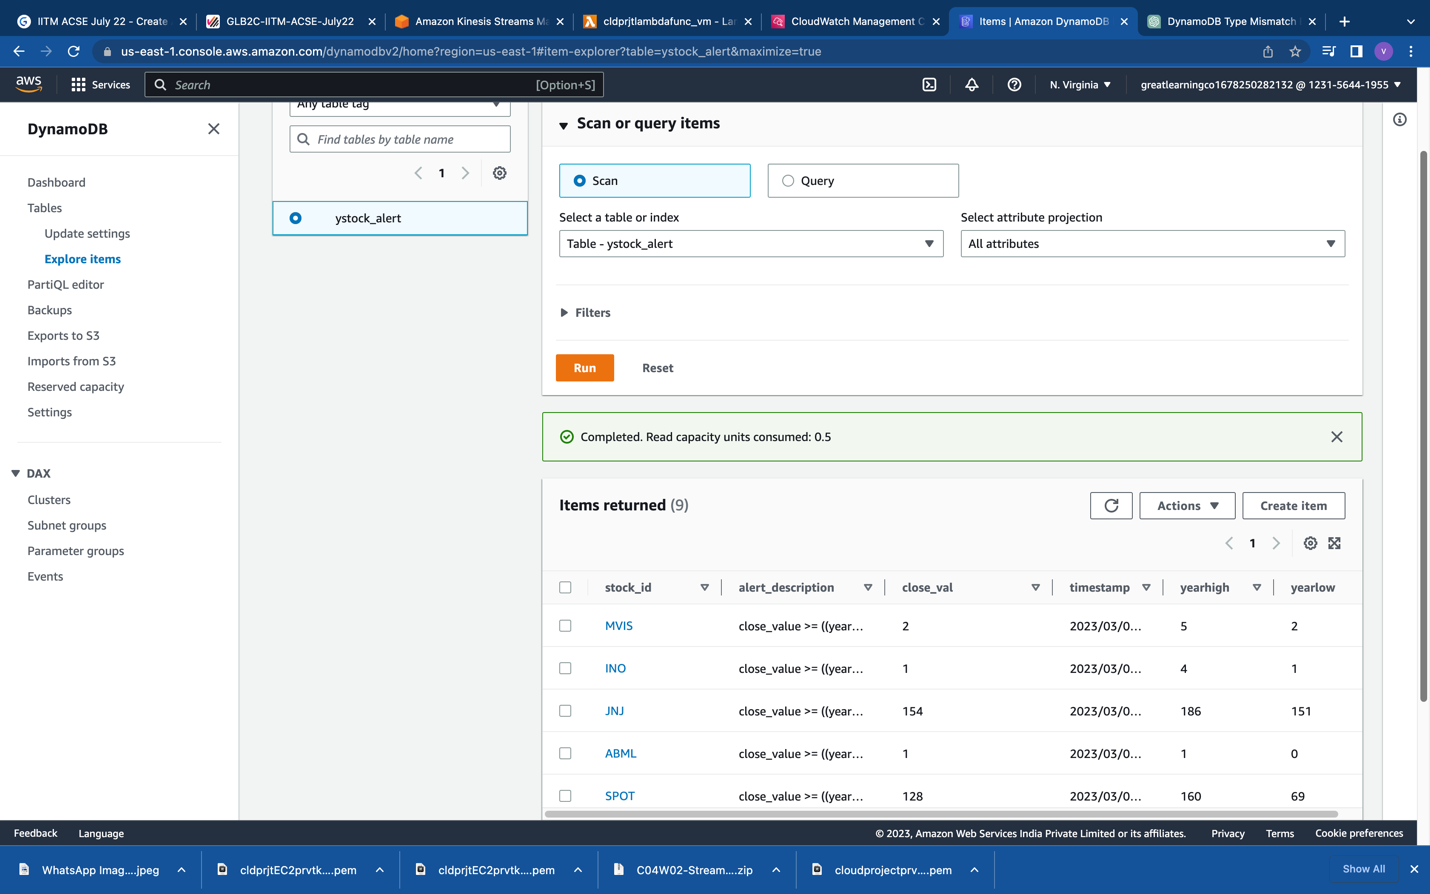 IITM ACSE July 22 - Create
GLB2C-IITM-ACSE-July22
Amazon Kinesis Streams Ma
cldprjtlambdafunc_vm - La
CloudWatch Management C
Items | Amazon DynamoDB
DynamoDB Type Mismatch
us-east-1.console.aws.amazon.com/dynamodbv2/home?region=us-east-1#item-explorer?table=ystock_alert&maximize=true
V
aws
Services
Search
[Option+S]
N. Virginia
greatlearningco1678250282132 @ 1231-5644-1955
DynamoDB
Dashboard
Tables
Update settings
Explore items
PartiQL editor
Backups
Exports to S3
Imports from S3
Reserved capacity
Settings
DAX
Clusters
Subnet groups
Parameter groups
Events
Any table tag
Find tables by table name
1
ystock_alert
Scan or query items
Scan
Query
Select a table or index
Select attribute projection
Table - ystock_alert
All attributes
Filters
Run
Reset
Completed. Read capacity units consumed: 0.5
Items returned (9)
Actions
Create item
1
stock_id alert_description close_val timestamp yearhigh yearlow
MVIS close_value >= ((year... 2 2023/03/0... 5 2
INO close_value >= ((year... 1 2023/03/0... 4 1
JNJ close_value >= ((year... 154 2023/03/0... 186 151
ABML close_value >= ((year... 1 2023/03/0... 1 0
SPOT close_value >= ((year... 128 2023/03/0... 160 69
Feedback
Language
© 2023, Amazon Web Services India Private Limited or its affiliates.
Privacy
Terms
Cookie preferences
WhatsApp Imag....jpeg
cldprjtEC2prvtk....pem
cldprjtEC2prvtk....pem
C04W02-Stream....zip
cloudprojectprv....pem
Show All